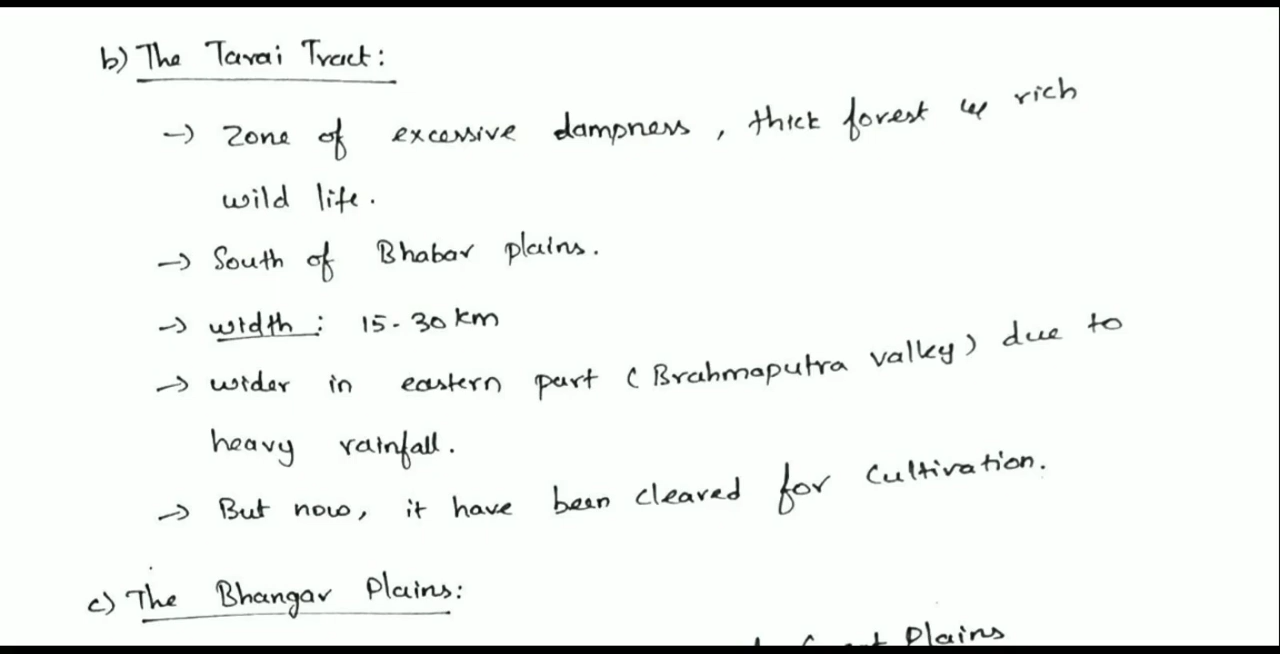 b) The Tarai Tract:
→ Zone of excessive dampness, thick forest & rich
wild life.
→ South of Bhabar plains.
→ width: 15-30 km
→ wider in eastern part (Brahmaputra valley) due to
heavy rainfall.
→ But now, it have been cleared for cultivation.
c) The Bhangar Plains:
Plains